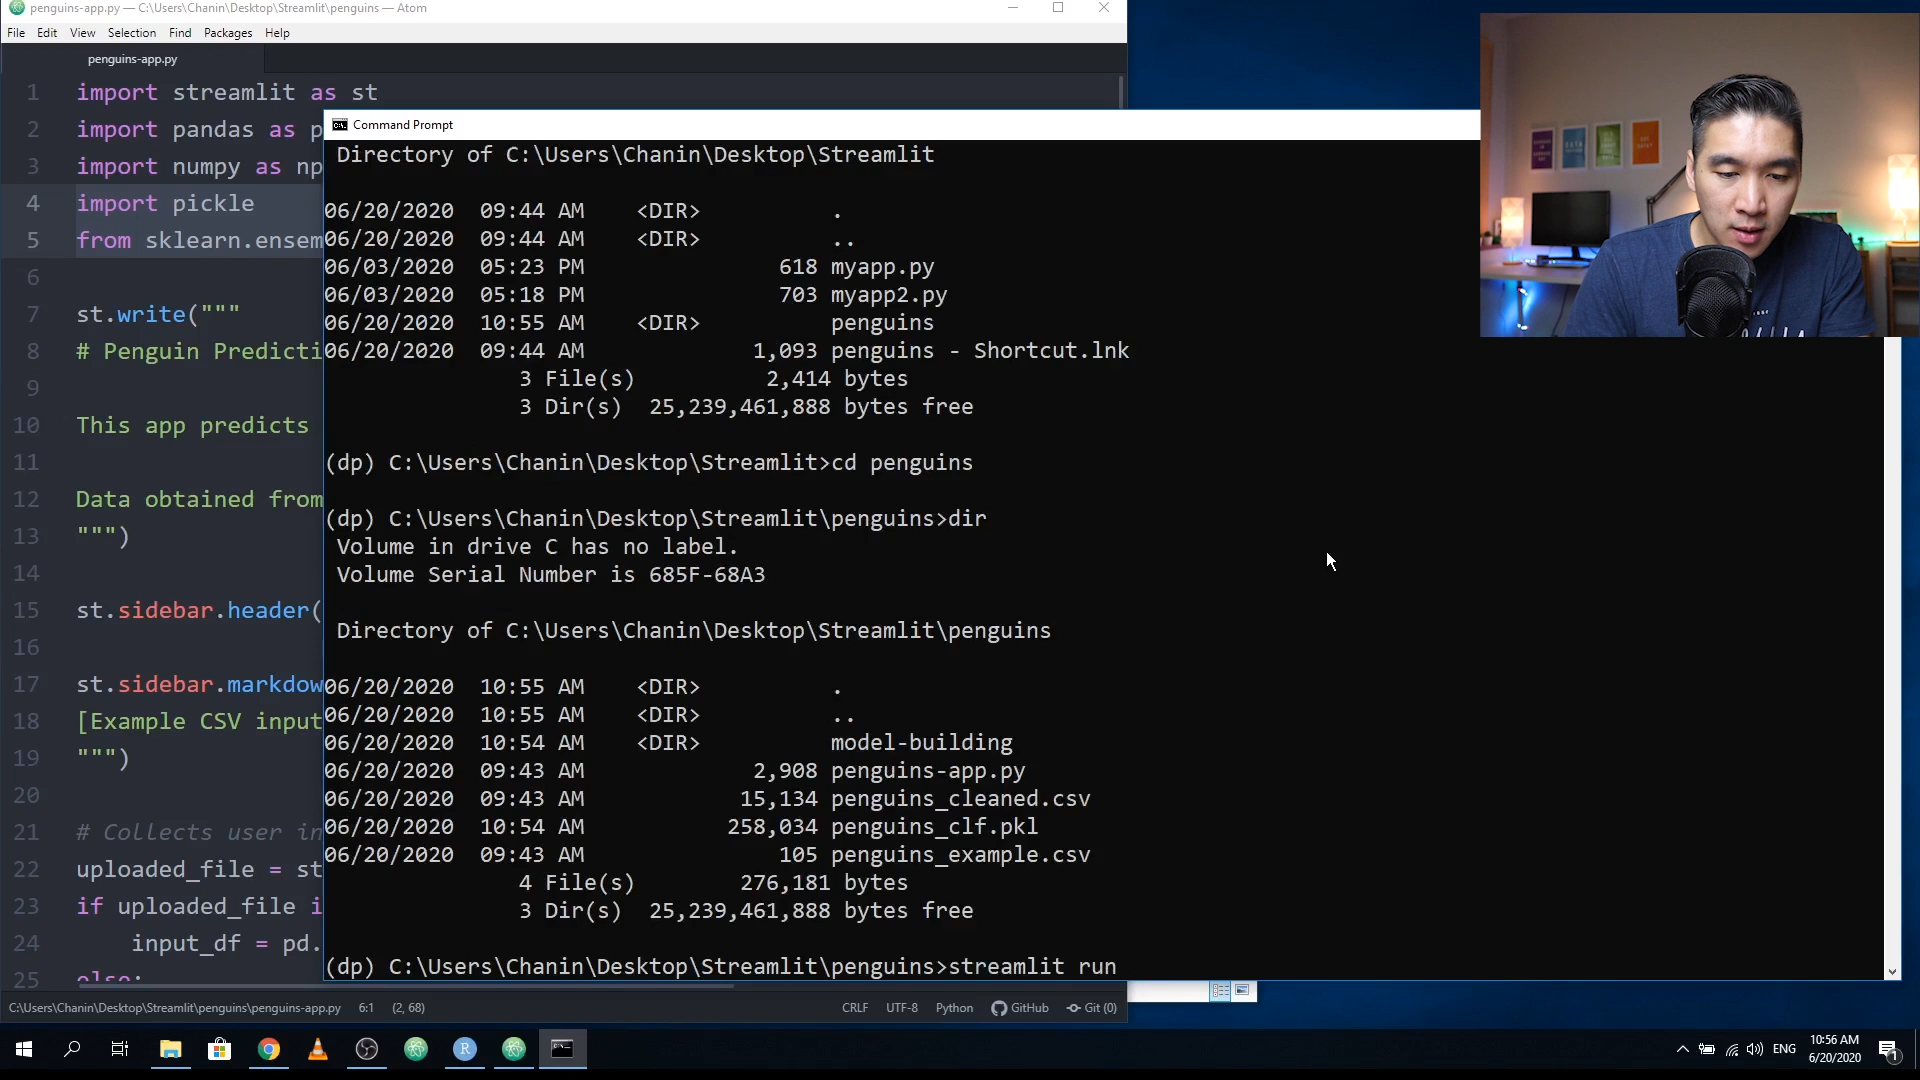 penguins-app.py — C:\Users\Chanin\Desktop\Streamlit\penguins — Atom
File Edit View Selection Find Packages Help
penguins-app.py
1 import streamlit as st
2 import pandas as p
3 import numpy as np
4 import pickle
5 from sklearn.ensem
6
7 st.write("""
8 # Penguin Predicti
9
10 This app predicts
11
12 Data obtained from
13 """)
14
15 st.sidebar.header(
16
17 st.sidebar.markdow
18 [Example CSV input
19 """)
20
21 # Collects user in
22 uploaded_file = st
23 if uploaded_file i
24 input_df = pd.
25 else:
C:\Users\Chanin\Desktop\Streamlit\penguins\penguins-app.py 6:1 (2, 68) CRLF UTF-8 Python GitHub Git (0)
Command Prompt
Directory of C:\Users\Chanin\Desktop\Streamlit
06/20/2020 09:44 AM <DIR> .
06/20/2020 09:44 AM <DIR> ..
06/03/2020 05:23 PM 618 myapp.py
06/03/2020 05:18 PM 703 myapp2.py
06/20/2020 10:55 AM <DIR> penguins
06/20/2020 09:44 AM 1,093 penguins - Shortcut.lnk
3 File(s) 2,414 bytes
3 Dir(s) 25,239,461,888 bytes free
(dp) C:\Users\Chanin\Desktop\Streamlit>cd penguins
(dp) C:\Users\Chanin\Desktop\Streamlit\penguins>dir
Volume in drive C has no label.
Volume Serial Number is 685F-68A3
Directory of C:\Users\Chanin\Desktop\Streamlit\penguins
06/20/2020 10:55 AM <DIR> .
06/20/2020 10:55 AM <DIR> ..
06/20/2020 10:54 AM <DIR> model-building
06/20/2020 09:43 AM 2,908 penguins-app.py
06/20/2020 09:43 AM 15,134 penguins_cleaned.csv
06/20/2020 10:54 AM 258,034 penguins_clf.pkl
06/20/2020 09:43 AM 105 penguins_example.csv
4 File(s) 276,181 bytes
3 Dir(s) 25,239,461,888 bytes free
(dp) C:\Users\Chanin\Desktop\Streamlit\penguins>streamlit run
ENG
10:56 AM
6/20/2020
1